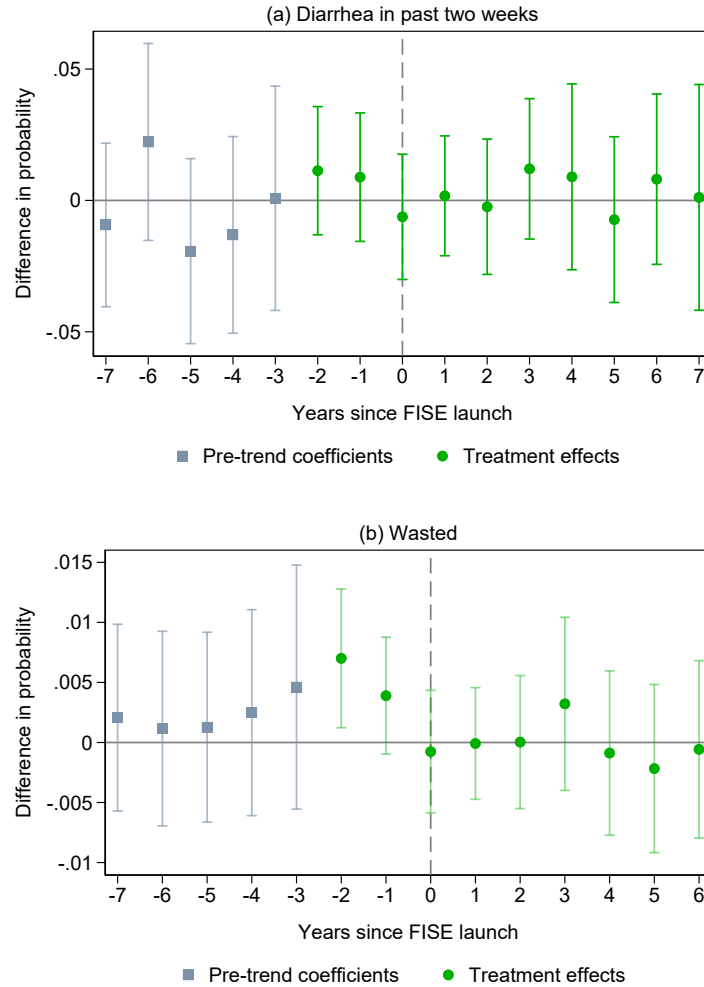 (a) Diarrhea in past two weeks
Difference in probability
.05
0
-.05
-7 -6 -5 -4 -3 -2 -1 0 1 2 3 4 5 6 7
Years since FISE launch
Pre-trend coefficients Treatment effects
(b) Wasted
Difference in probability
.015
.01
.005
0
-.005
-.01
-7 -6 -5 -4 -3 -2 -1 0 1 2 3 4 5 6
Years since FISE launch
Pre-trend coefficients Treatment effects